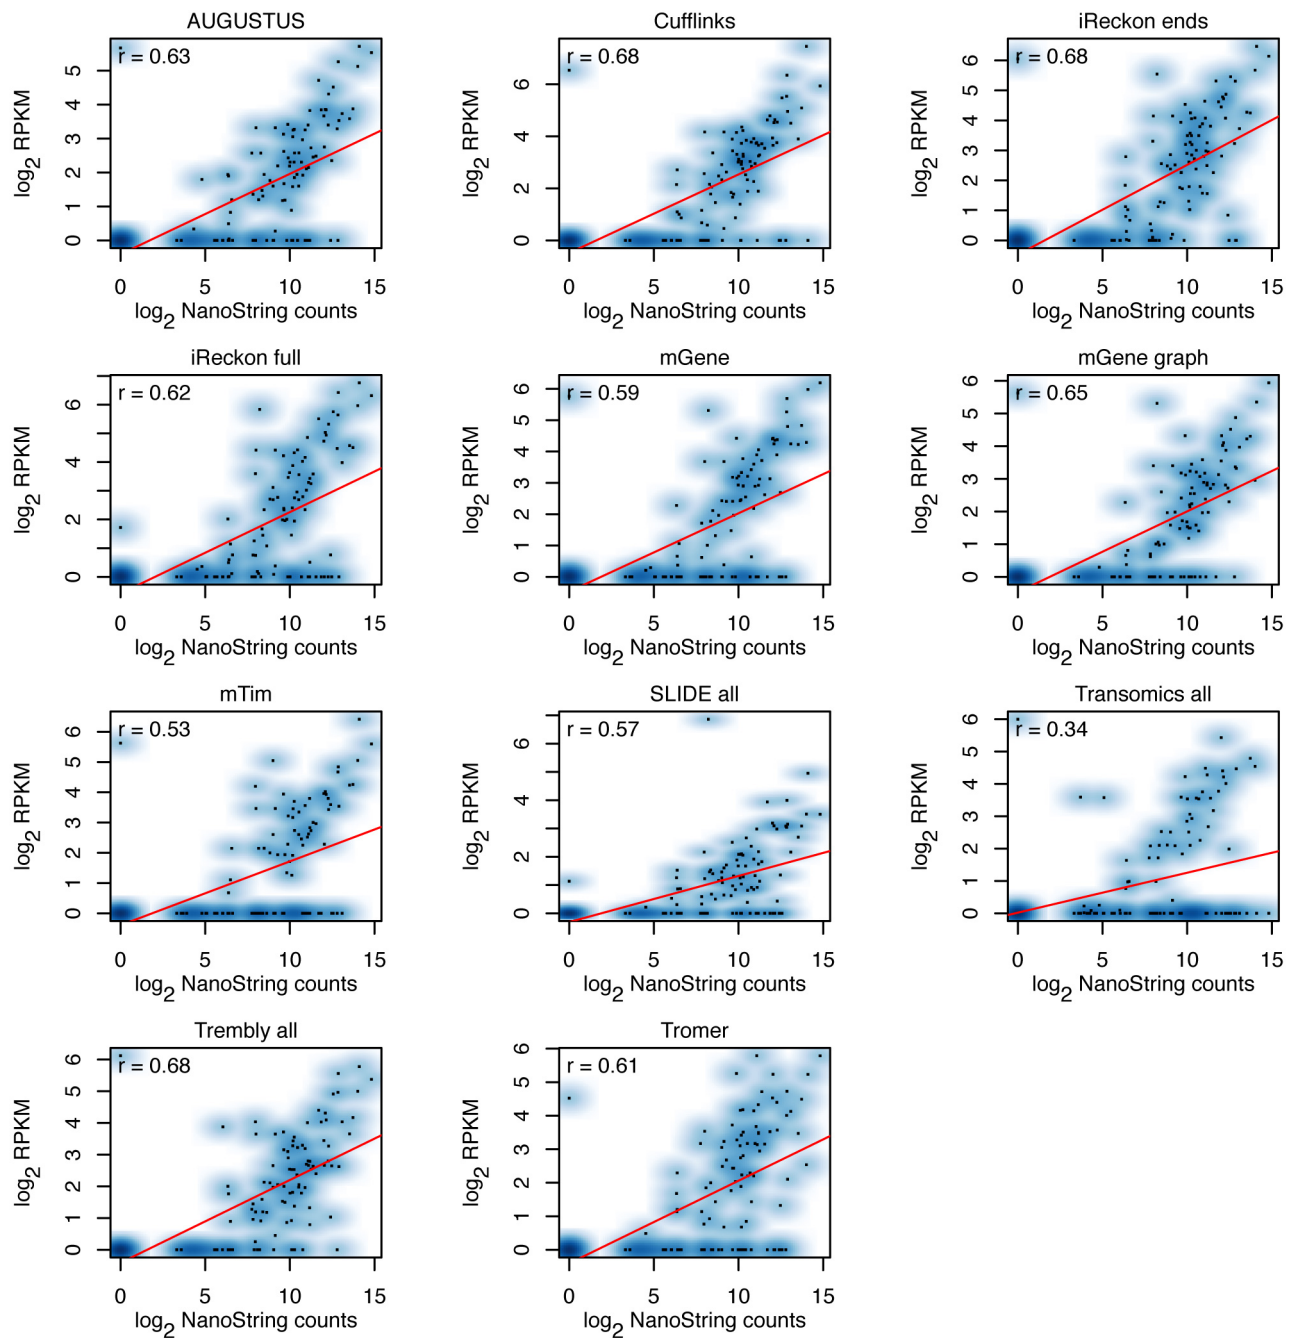 AUGUSTUS
r = 0.63
log2 RPKM
0 1 2 3 4 5
0 5 10 15
log2 NanoString counts
Cufflinks
r = 0.68
log2 RPKM
0 2 4 6
0 5 10 15
log2 NanoString counts
iReckon ends
r = 0.68
log2 RPKM
0 1 2 3 4 5 6
0 5 10 15
log2 NanoString counts
iReckon full
r = 0.62
log2 RPKM
0 2 4 6
0 5 10 15
log2 NanoString counts
mGene
r = 0.59
log2 RPKM
0 1 2 3 4 5 6
0 5 10 15
log2 NanoString counts
mGene graph
r = 0.65
log2 RPKM
0 1 2 3 4 5 6
0 5 10 15
log2 NanoString counts
mTim
r = 0.53
log2 RPKM
0 1 2 3 4 5 6
0 5 10 15
log2 NanoString counts
SLIDE all
r = 0.57
log2 RPKM
0 2 4 6
0 5 10 15
log2 NanoString counts
Transomics all
r = 0.34
log2 RPKM
0 1 2 3 4 5 6
0 5 10 15
log2 NanoString counts
Trembly all
r = 0.68
log2 RPKM
0 1 2 3 4 5 6
0 5 10 15
log2 NanoString counts
Tromer
r = 0.61
log2 RPKM
0 1 2 3 4 5 6
0 5 10 15
log2 NanoString counts